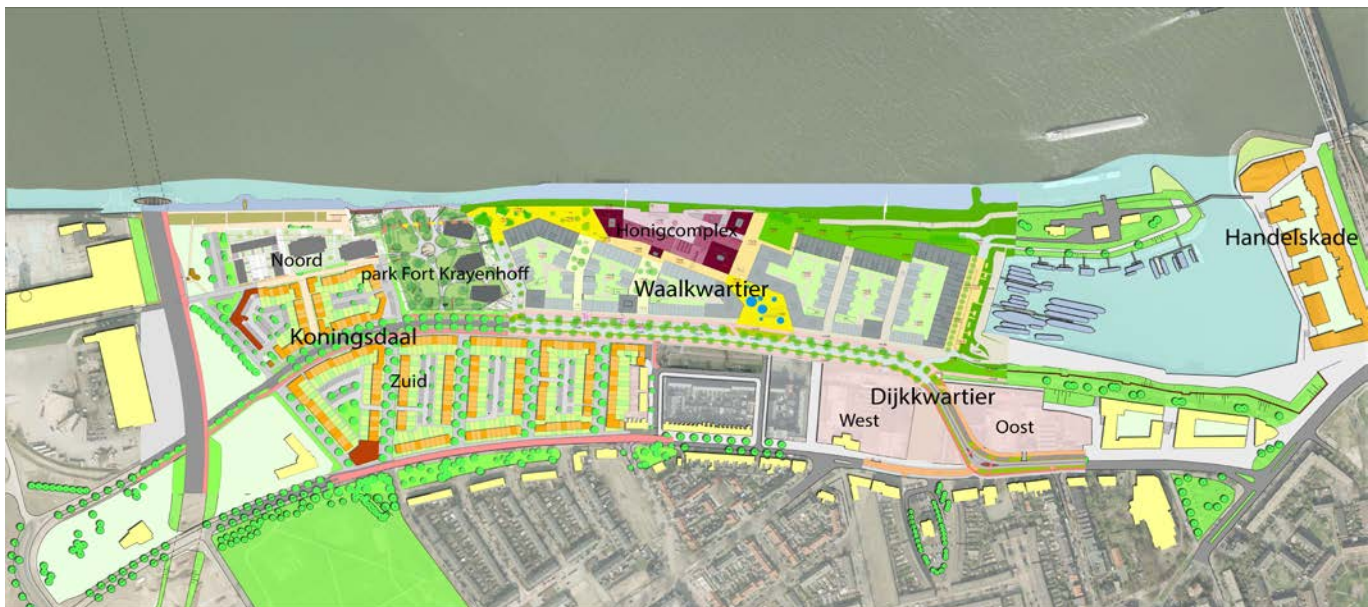 Honigcomplex
Handelskade
Noord
park Fort Krayenhoff
Waalkwartier
Koningsdaal
Zuid
Dijkkwartier
West
Oost